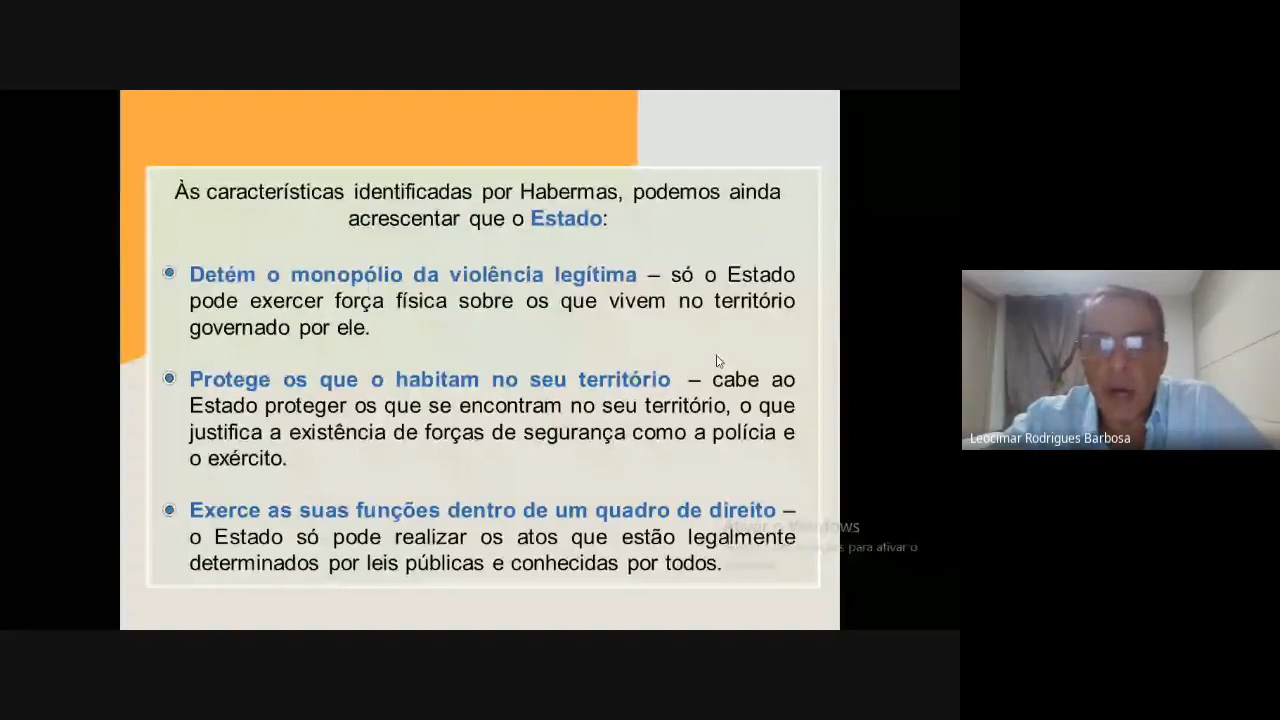 Às características identificadas por Habermas, podemos ainda
acrescentar que o Estado:
Detém o monopólio da violência legítima – só o Estado
pode exercer força física sobre os que vivem no território
governado por ele.
Protege os que o habitam no seu território – cabe ao
Estado proteger os que se encontram no seu território, o que
justifica a existência de forças de segurança como a polícia e
o exército.
Exerce as suas funções dentro de um quadro de direito –
o Estado só pode realizar os atos que estão legalmente
determinados por leis públicas e conhecidas por todos.
Ativar o Windows
para ativar o
Leocimar Rodrigues Barbosa